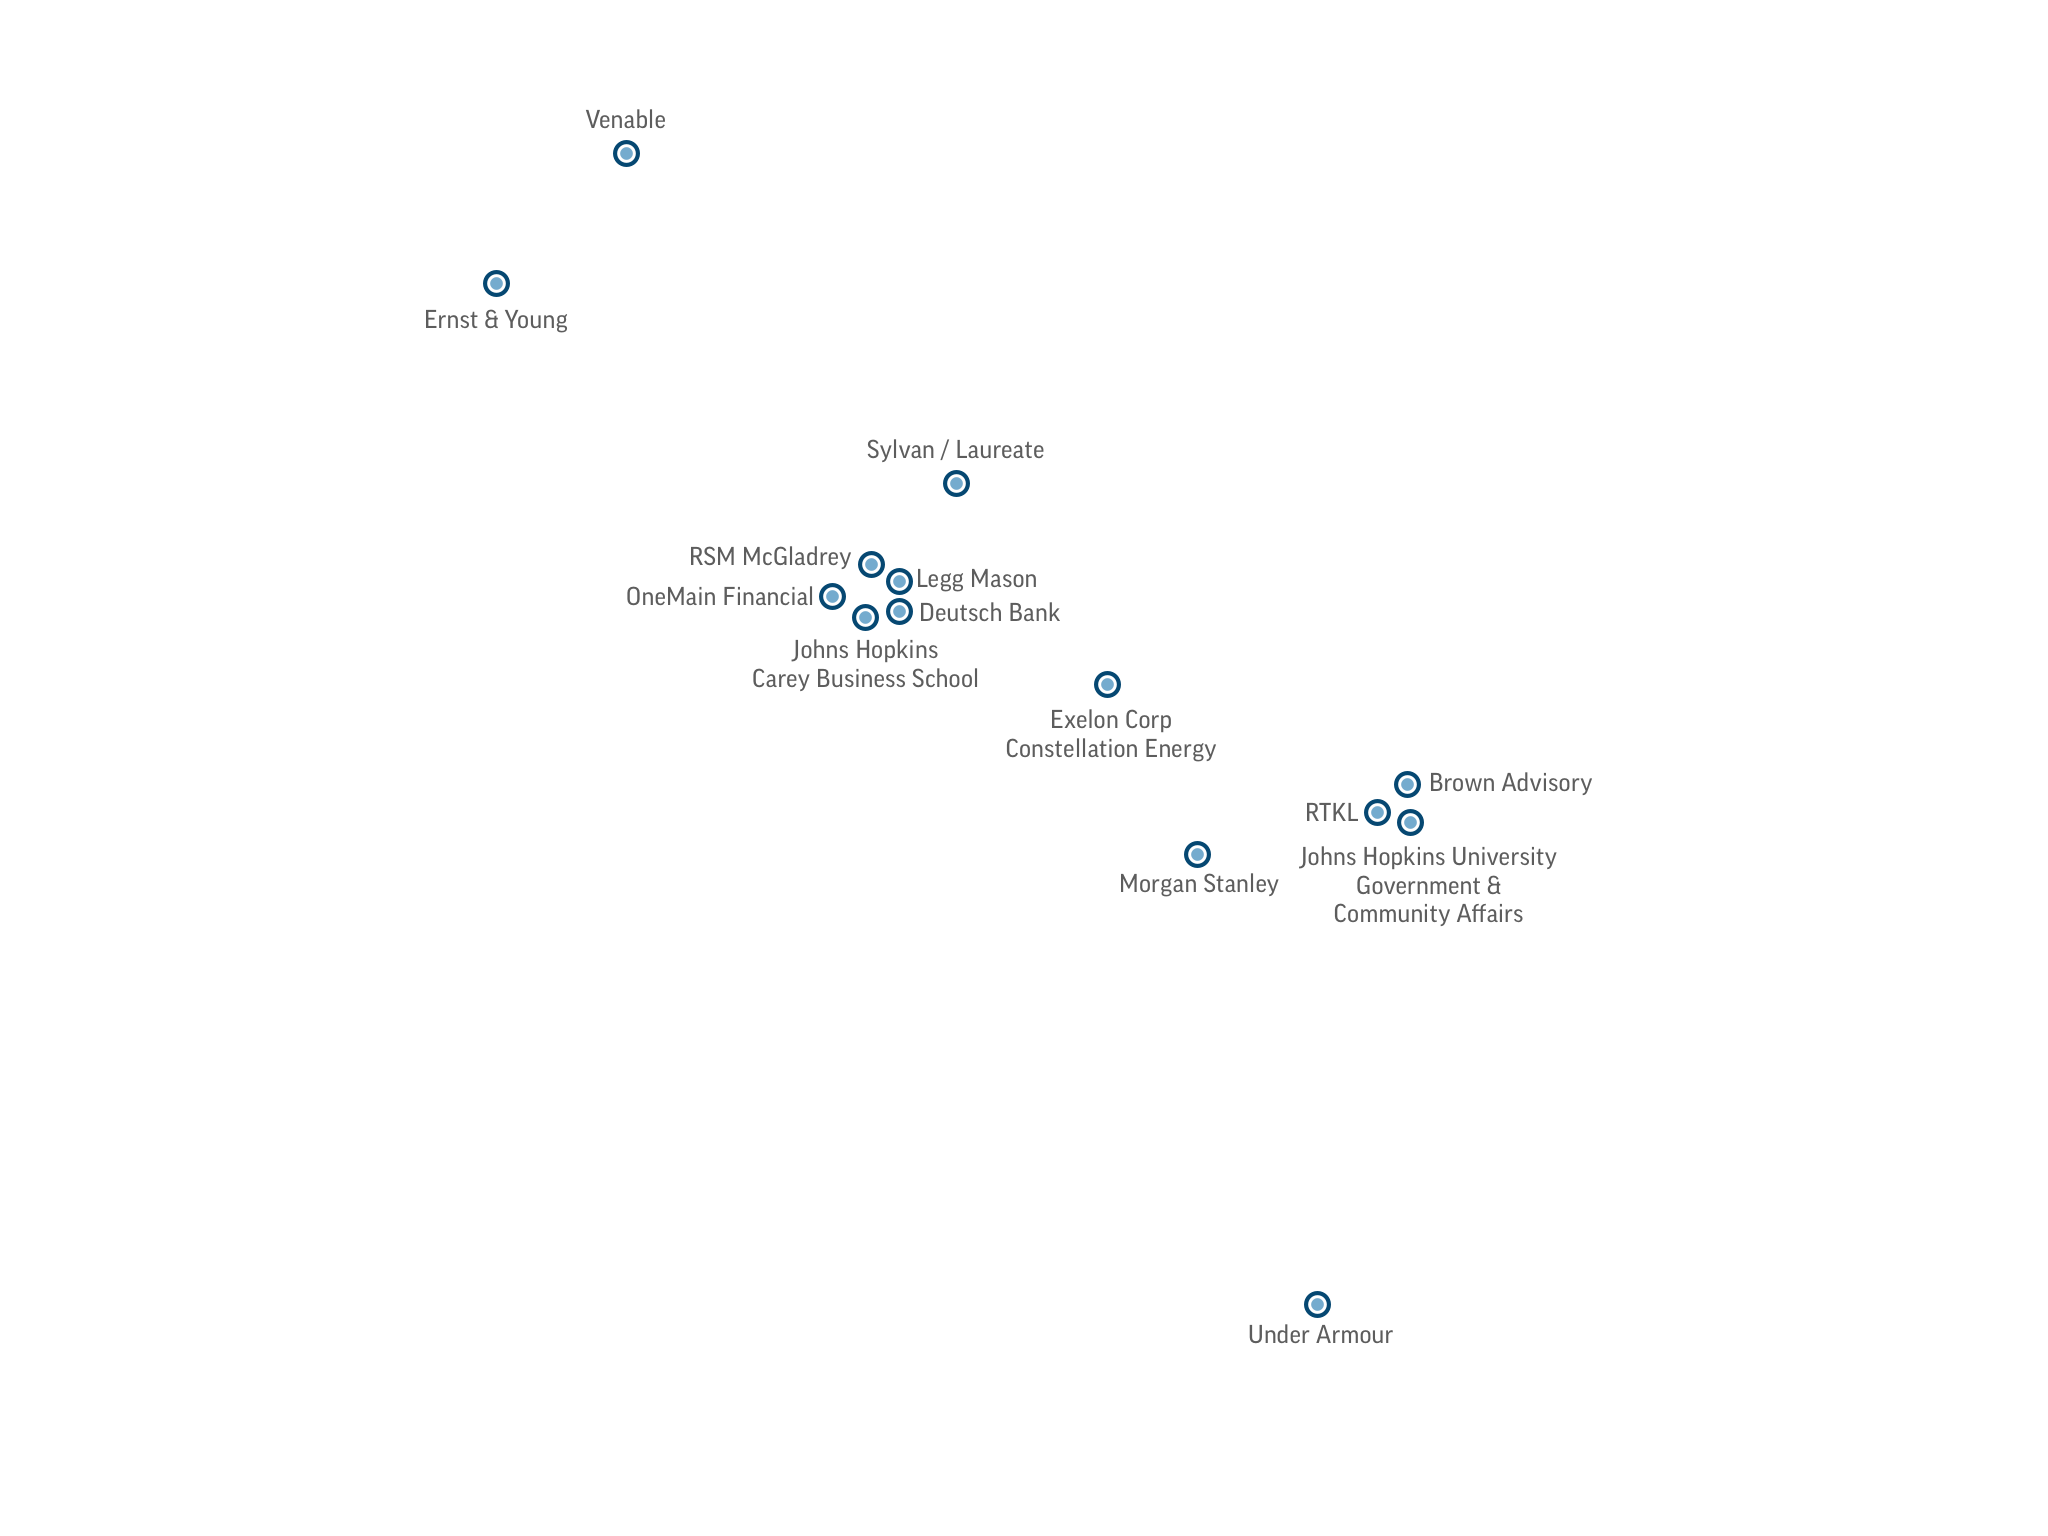 Venable
Ernst & Young
Sylvan / Laureate
RSM McGladrey
Legg Mason
OneMain Financial
Deutsch Bank
Johns Hopkins
Carey Business School
Exelon Corp
Constellation Energy
Brown Advisory
RTKL
Johns Hopkins University
Government &
Community Affairs
Morgan Stanley
Under Armour